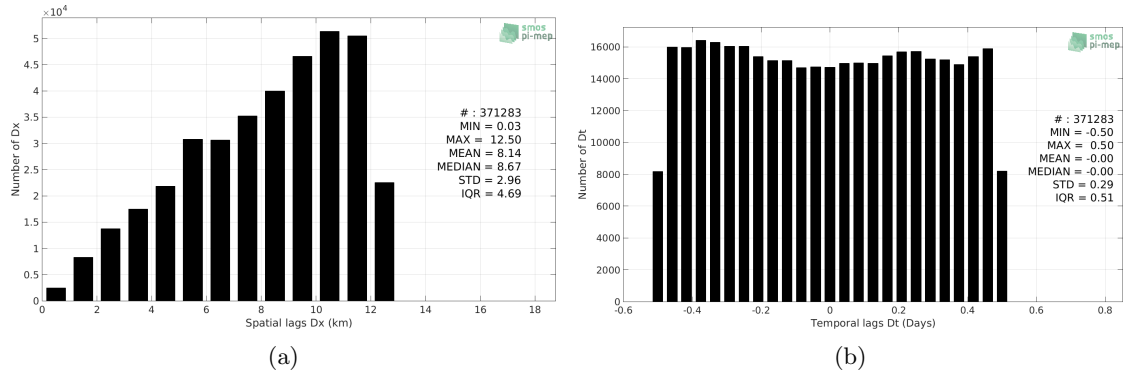 ×10⁴
5
4.5
4
3.5
3
2.5
2
1.5
1
0.5
0
Number of Dx
0 2 4 6 8 10 12 14 16 18
Spatial lags Dx (km)
smos
pi-mep
# : 371283
MIN = 0.03
MAX = 12.50
MEAN = 8.14
MEDIAN = 8.67
STD = 2.96
IQR = 4.69
(a)
16000
14000
12000
10000
8000
6000
4000
2000
0
Number of Dt
-0.6 -0.4 -0.2 0 0.2 0.4 0.6 0.8
Temporal lags Dt (Days)
smos
pi-mep
# : 371283
MIN = -0.50
MAX = 0.50
MEAN = -0.00
MEDIAN = -0.00
STD = 0.29
IQR = 0.51
(b)